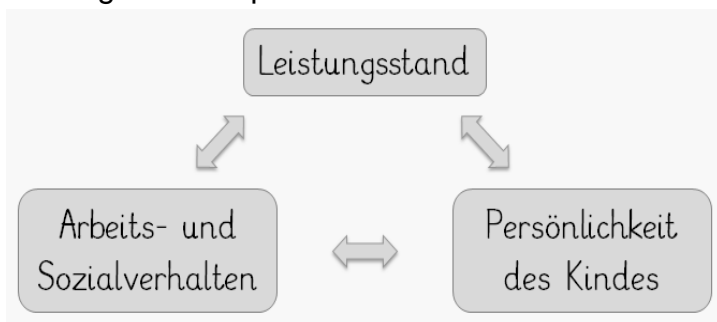 Leistungsstand
Arbeits- und
Sozialverhalten
Persönlichkeit
des Kindes